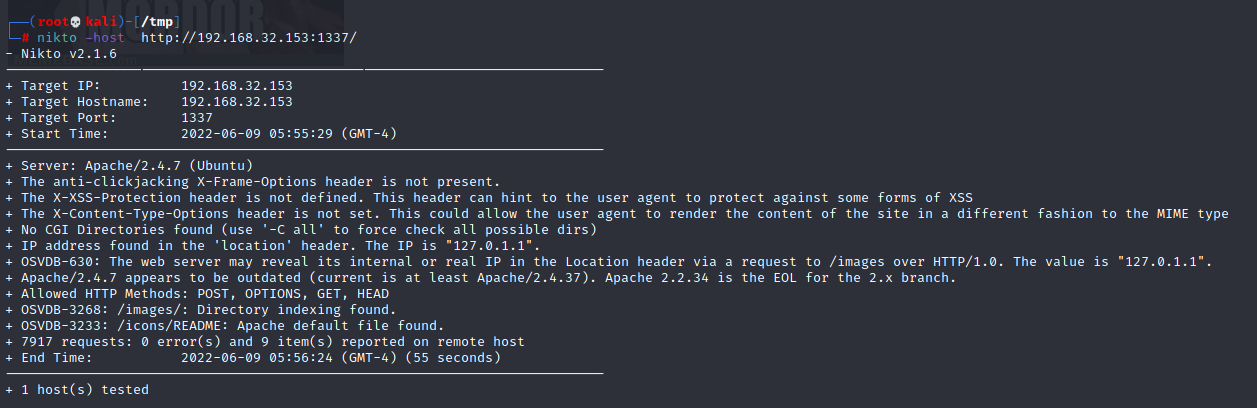 ┌──(root💀kali)-[/tmp]
└─# nikto -host  http://192.168.32.153:1337/
- Nikto v2.1.6
---------------------------------------------------------------------------
+ Target IP:          192.168.32.153
+ Target Hostname:    192.168.32.153
+ Target Port:        1337
+ Start Time:         2022-06-09 05:55:29 (GMT-4)
---------------------------------------------------------------------------
+ Server: Apache/2.4.7 (Ubuntu)
+ The anti-clickjacking X-Frame-Options header is not present.
+ The X-XSS-Protection header is not defined. This header can hint to the user agent to protect against some forms of XSS
+ The X-Content-Type-Options header is not set. This could allow the user agent to render the content of the site in a different fashion to the MIME type
+ No CGI Directories found (use '-C all' to force check all possible dirs)
+ IP address found in the 'location' header. The IP is "127.0.1.1".
+ OSVDB-630: The web server may reveal its internal or real IP in the Location header via a request to /images over HTTP/1.0. The value is "127.0.1.1".
+ Apache/2.4.7 appears to be outdated (current is at least Apache/2.4.37). Apache 2.2.34 is the EOL for the 2.x branch.
+ Allowed HTTP Methods: POST, OPTIONS, GET, HEAD
+ OSVDB-3268: /images/: Directory indexing found.
+ OSVDB-3233: /icons/README: Apache default file found.
+ 7917 requests: 0 error(s) and 9 item(s) reported on remote host
+ End Time:           2022-06-09 05:56:24 (GMT-4) (55 seconds)
---------------------------------------------------------------------------
+ 1 host(s) tested